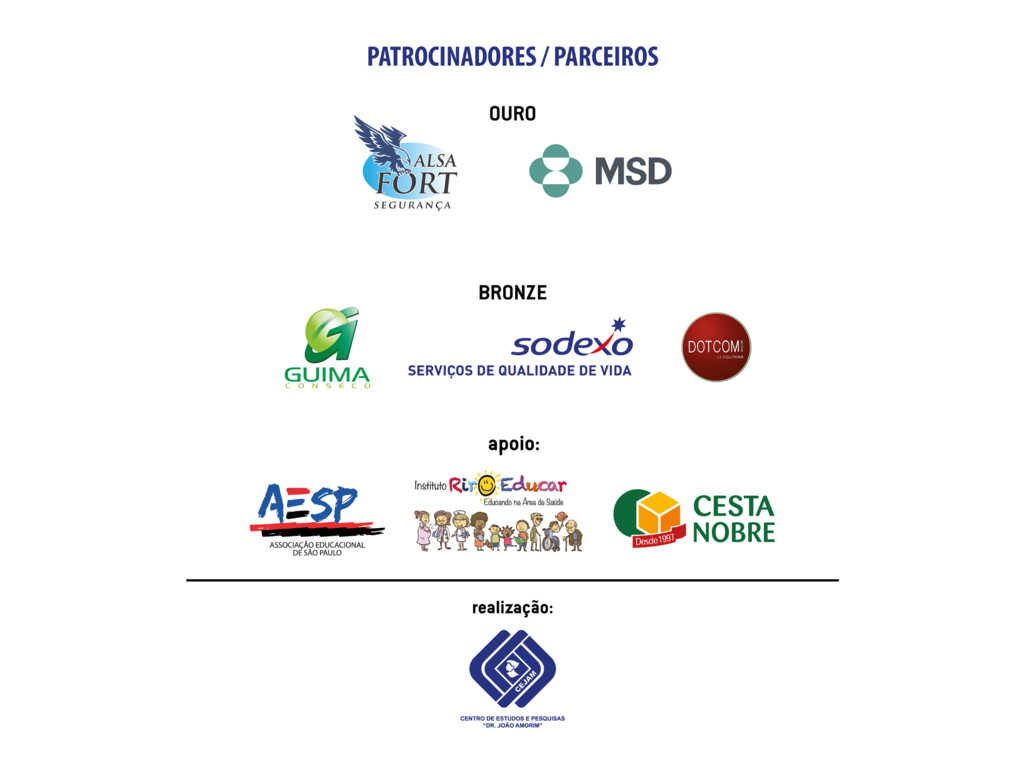 PATROCINADORES / PARCEIROS
OURO
ALSA
FORT
SEGURANÇA
MSD
BRONZE
GUIMA
CONSECO
sodexo
SERVIÇOS DE QUALIDADE DE VIDA
DOTCOM
apoio:
AESP
ASSOCIAÇÃO EDUCACIONAL
DE SÃO PAULO
Instituto Rir Educar
Educando na Área da Saúde
CESTA
NOBRE
Desde 1997
realização:
CEJAM
CENTRO DE ESTUDOS E PESQUISAS
"DR. JOÃO AMORIM"